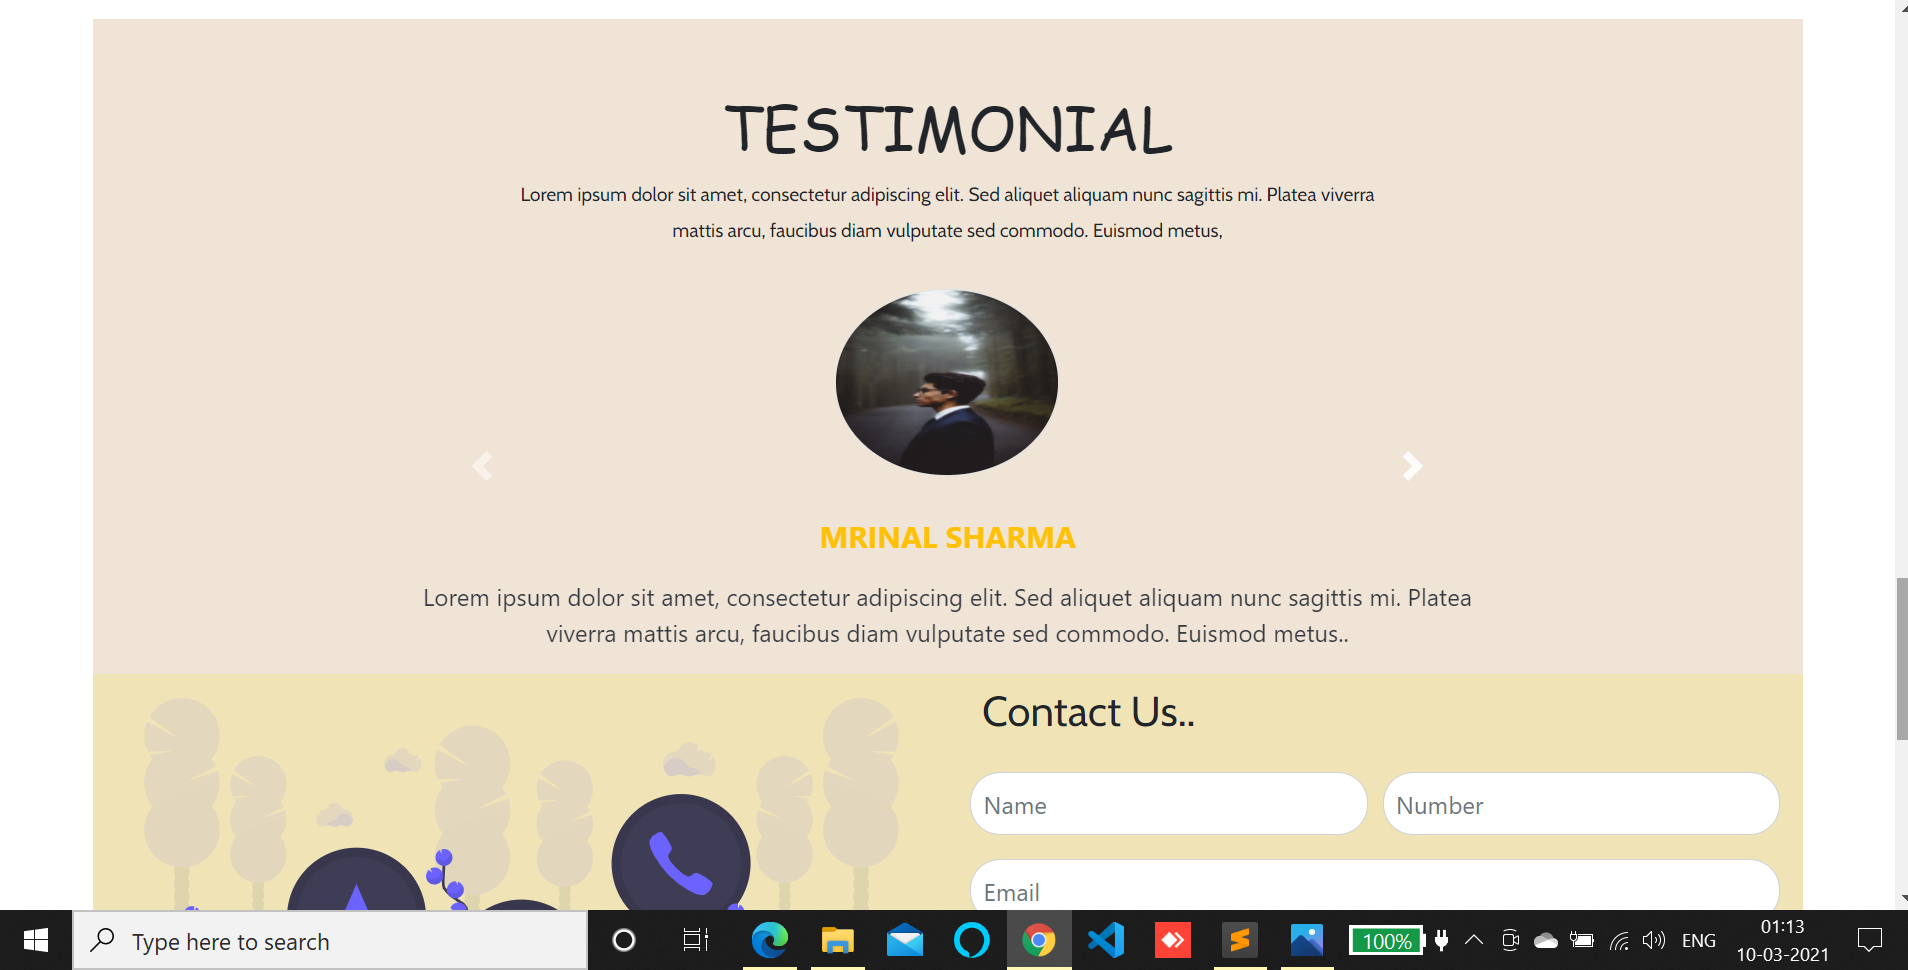 TESTIMONIAL
Lorem ipsum dolor sit amet, consectetur adipiscing elit. Sed aliquet aliquam nunc sagittis mi. Platea viverra
mattis arcu, faucibus diam vulputate sed commodo. Euismod metus,
MRINAL SHARMA
Lorem ipsum dolor sit amet, consectetur adipiscing elit. Sed aliquet aliquam nunc sagittis mi. Platea
viverra mattis arcu, faucibus diam vulputate sed commodo. Euismod metus..
Contact Us..
Name
Number
Email
Type here to search
100%
ENG
01:13
10-03-2021